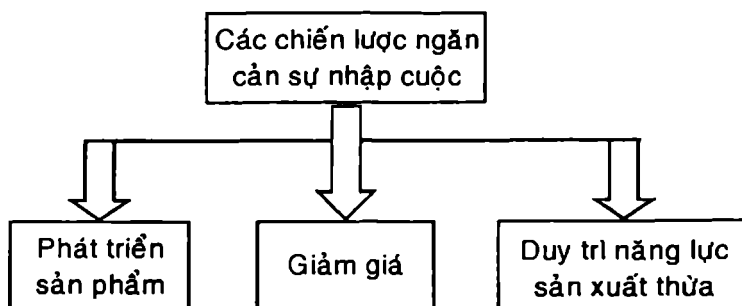 Các chiến lược ngăn
cản sự nhập cuộc
Phát triển
sản phẩm
Giảm giá
Duy trì năng lực
sản xuất thừa